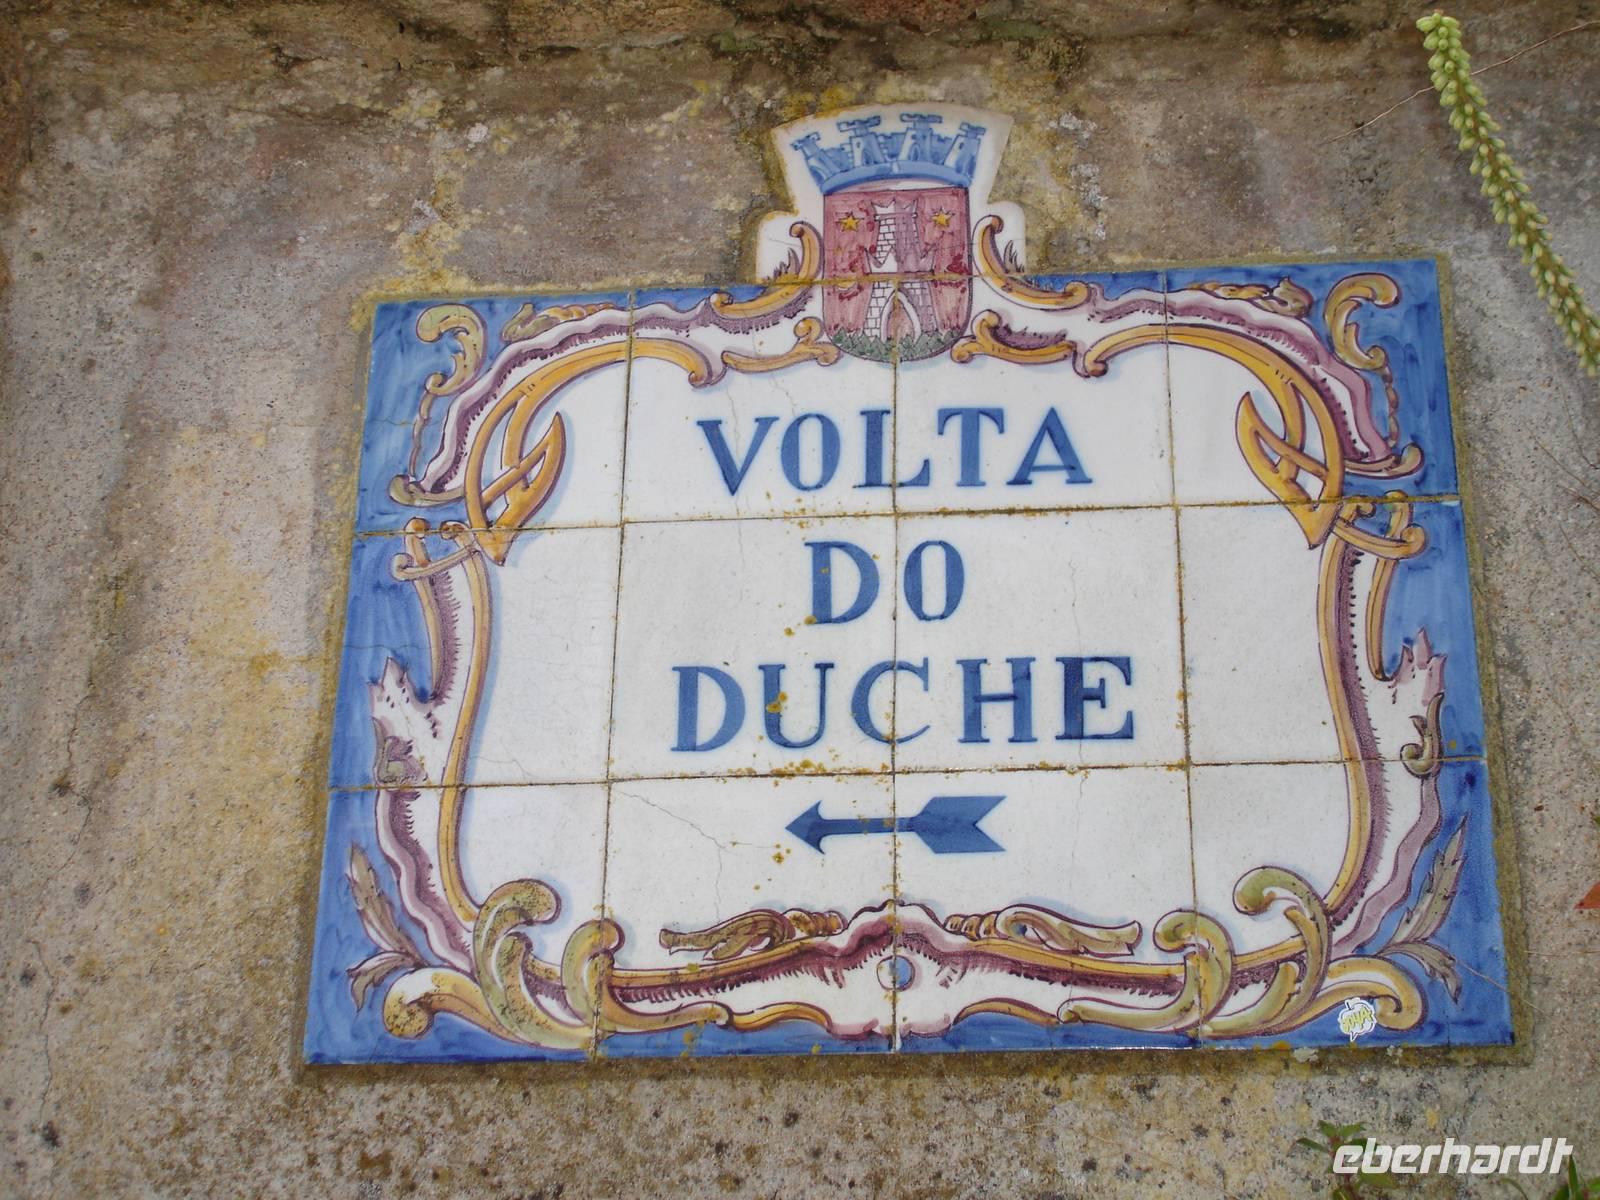 VOLTA
DO
DUCHE
eberhardt